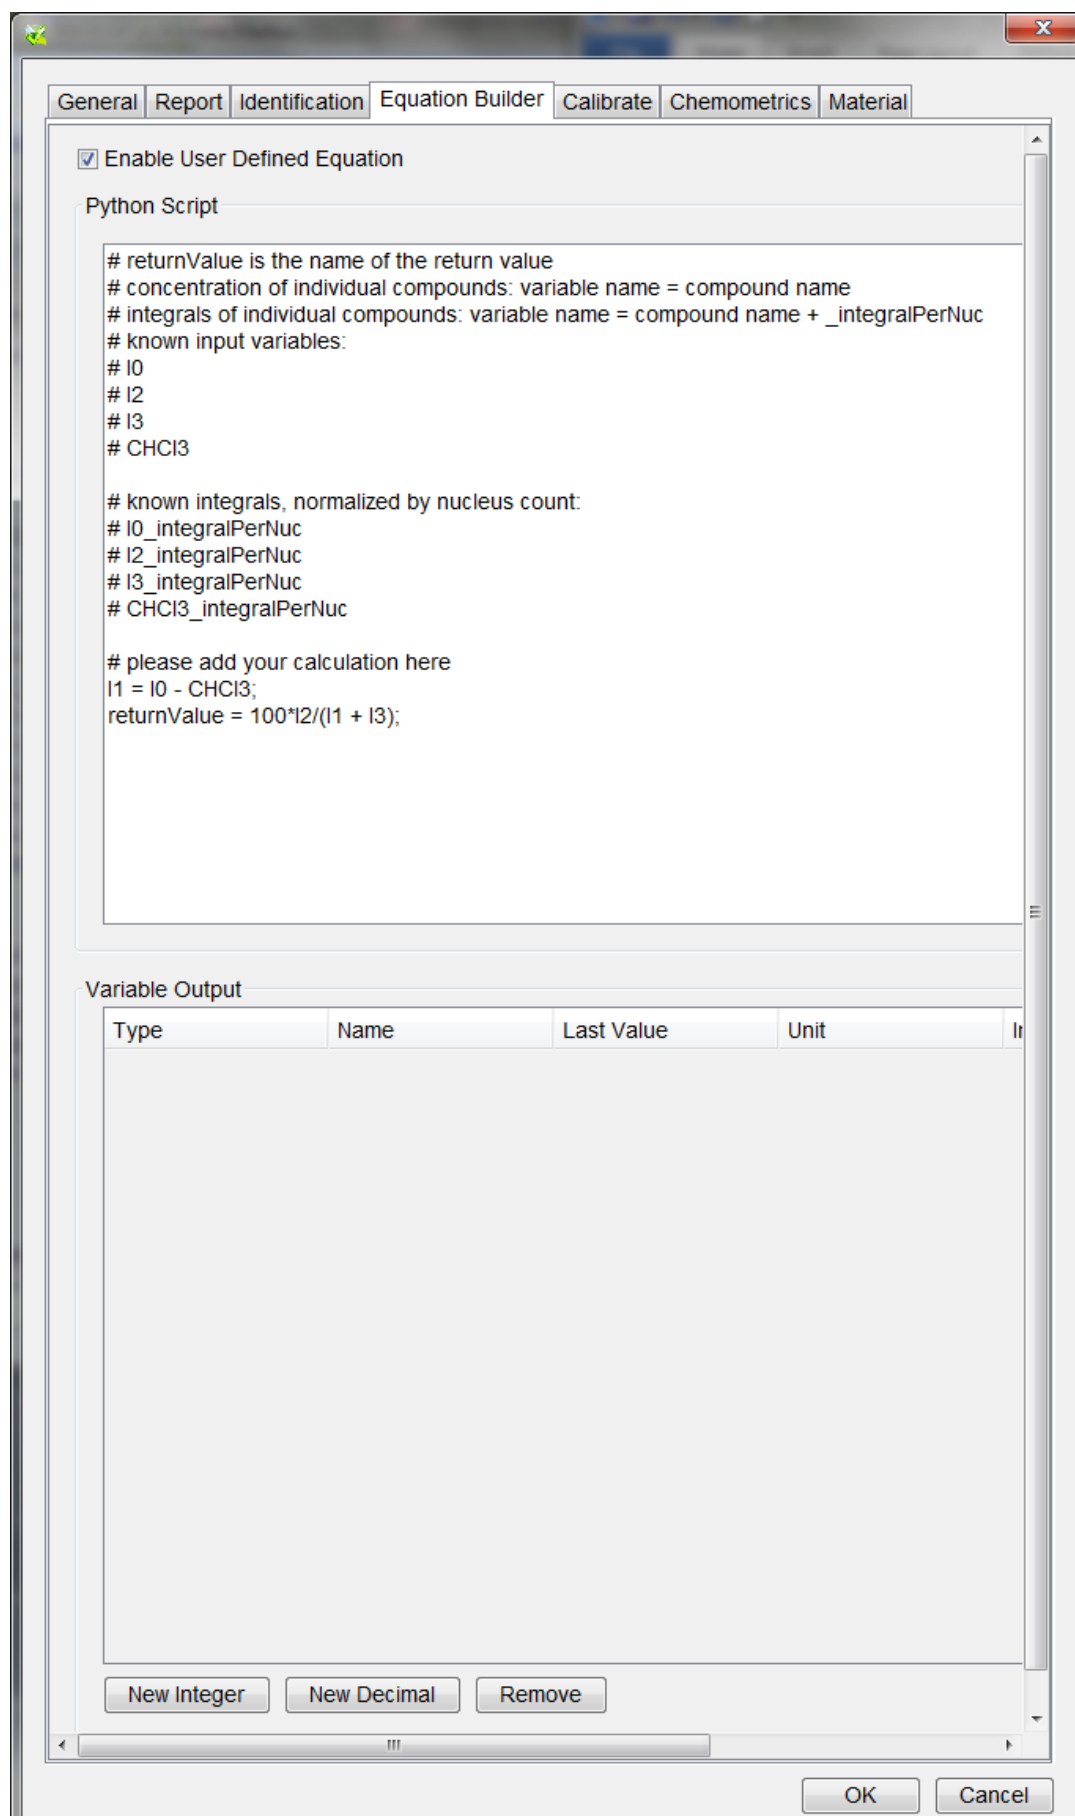 x
General Report Identification Equation Builder Calibrate Chemometrics Material
Enable User Defined Equation
Python Script
# returnValue is the name of the return value
# concentration of individual compounds: variable name = compound name
# integrals of individual compounds: variable name = compound name + _integralPerNuc
# known input variables:
# I0
# I2
# I3
# CHCl3
# known integrals, normalized by nucleus count:
# I0_integralPerNuc
# I2_integralPerNuc
# I3_integralPerNuc
# CHCl3_integralPerNuc
# please add your calculation here
I1 = I0 - CHCl3;
returnValue = 100*I2/(I1 + I3);
Variable Output
Type Name Last Value Unit
New Integer New Decimal Remove
OK Cancel